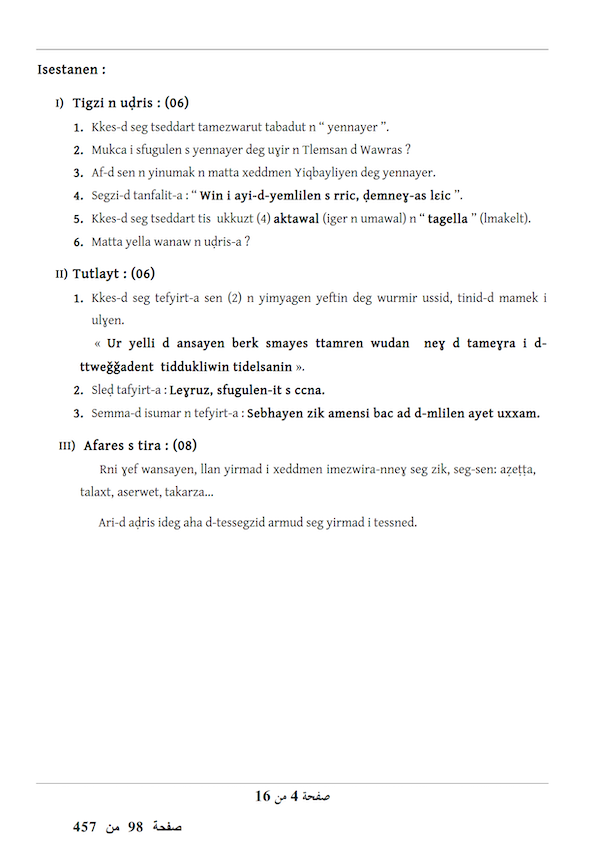 Isestanen :
I) Tigzi n uḍris : (06)
1. Kkes-d seg tseddart tamezwarut tabadut n “ yennayer ”.
2. Mukca i sfugulen s yennayer deg uɣir n Tlemsan d Wawras ?
3. Af-d sen n yinumak n matta xeddmen Yiqbayliyen deg yennayer.
4. Segzi-d tanfalit-a : “ Win i ayi-d-yemlilen s rric, ḍemneɣ-as lɛic ”.
5. Kkes-d seg tseddart tis ukkuzt (4) aktawal (iger n umawal) n “ tagella ” (lmakelt).
6. Matta yella wanaw n uḍris-a ?
II) Tutlayt : (06)
1. Kkes-d seg tefyirt-a sen (2) n yimyagen yeftin deg wurmir ussid, tinid-d mamek i
ulɣen.
« Ur yelli d ansayen berk smayes ttamren wudan neɣ d tameɣra i d-
ttweǧǧadent tiddukliwin tidelsanin ».
2. Sleḍ tafyirt-a : Leɣruz, sfugulen-it s ccna.
3. Semma-d isumar n tefyirt-a : Sebhayen zik amensi bac ad d-mlilen ayet uxxam.
III) Afares s tira : (08)
Rni ɣef wansayen, llan yirmad i xeddmen imezwira-nneɣ seg zik, seg-sen: aẓeṭṭa,
talaxt, aserwet, takarza...
Ari-d aḍris ideg aha d-tessegzid armud seg yirmad i tessned.
صفحة 4 من 16
صفحة 98 من 457